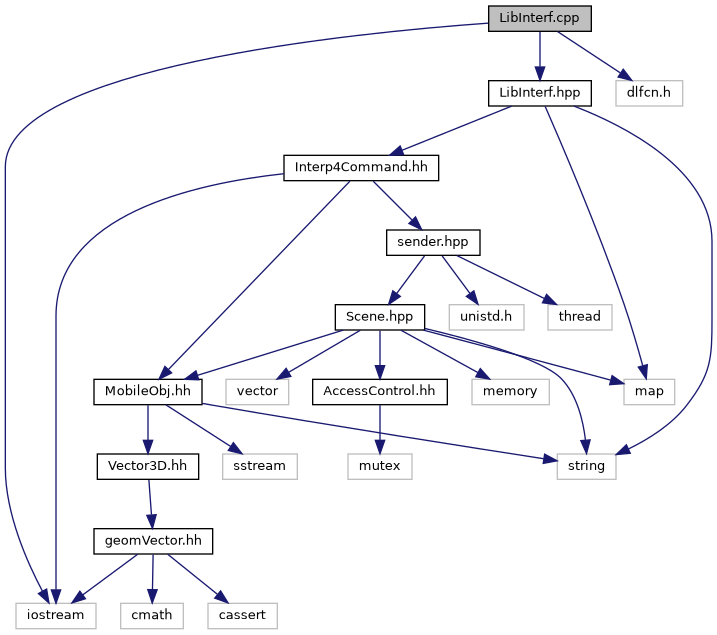 LibInterf.cpp
LibInterf.hpp
dlfcn.h
Interp4Command.hh
sender.hpp
Scene.hpp
unistd.h
thread
MobileObj.hh
vector
AccessControl.hh
memory
map
Vector3D.hh
sstream
mutex
string
geomVector.hh
iostream
cmath
cassert